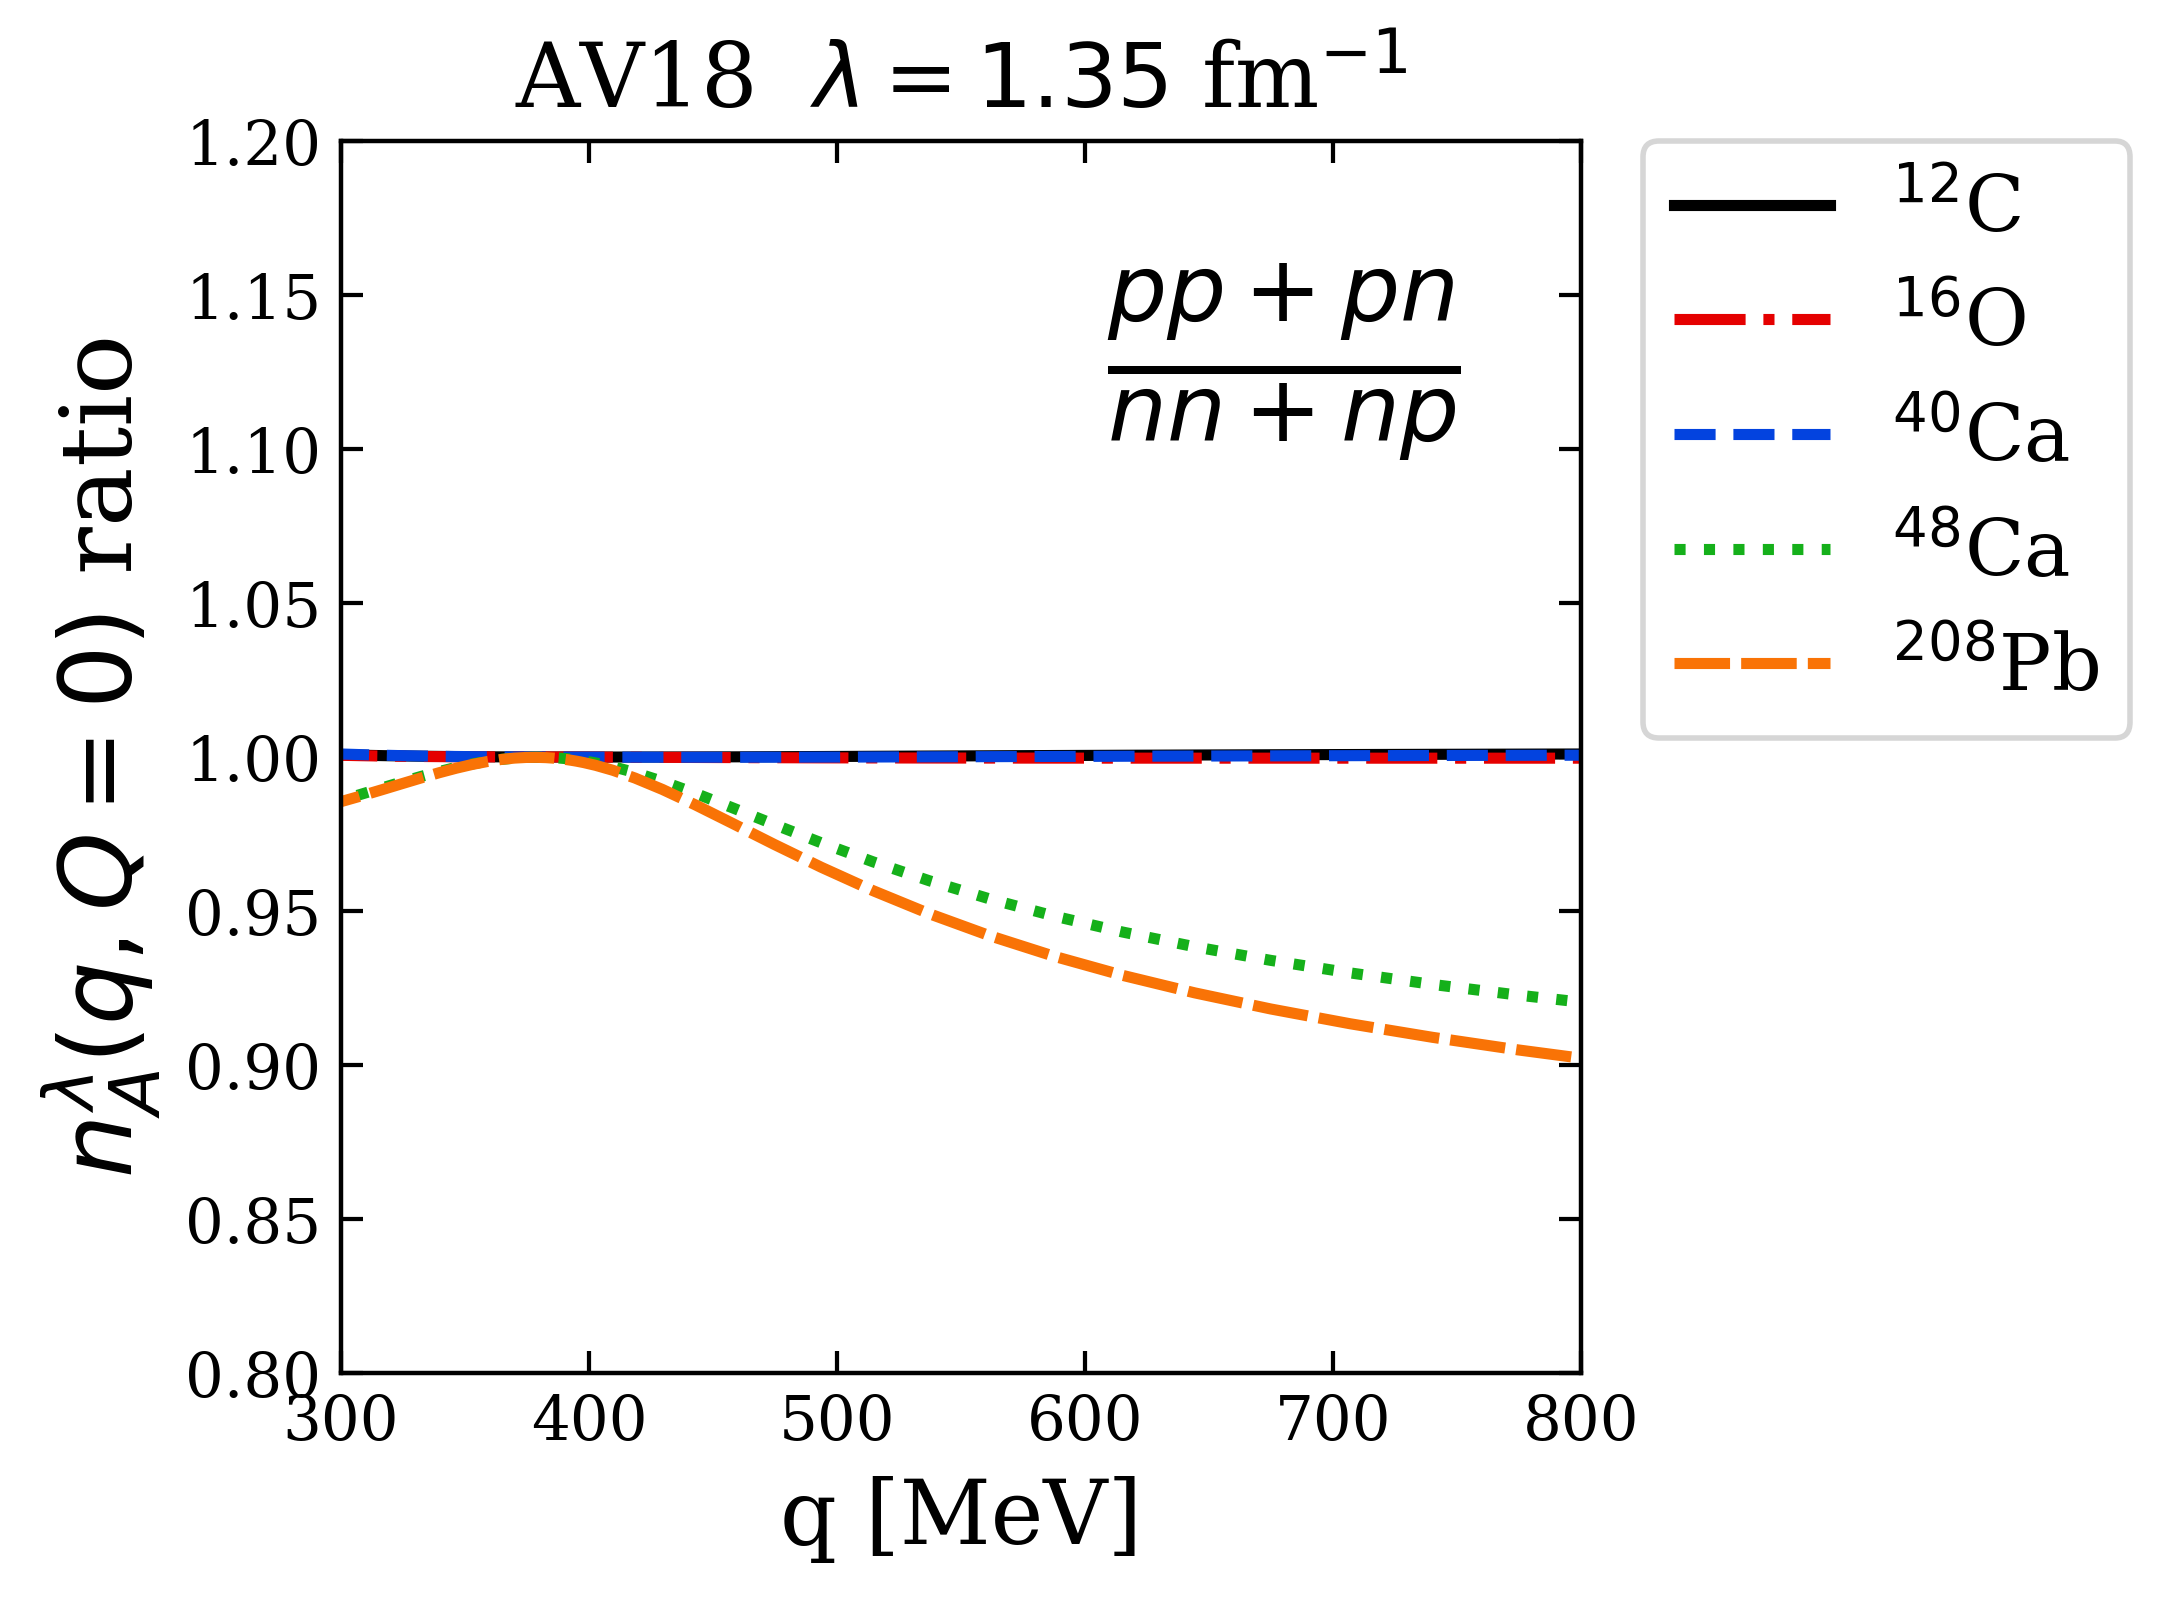 AV18 λ = 1.35 fm⁻¹
1.20
1.15
1.10
1.05
1.00
0.95
0.90
0.85
0.80
300 400 500 600 700 800
q [MeV]
n_A^λ(q, Q = 0) ratio
pp + pn
nn + np
¹²C
¹⁶O
⁴⁰Ca
⁴⁸Ca
²⁰⁸Pb